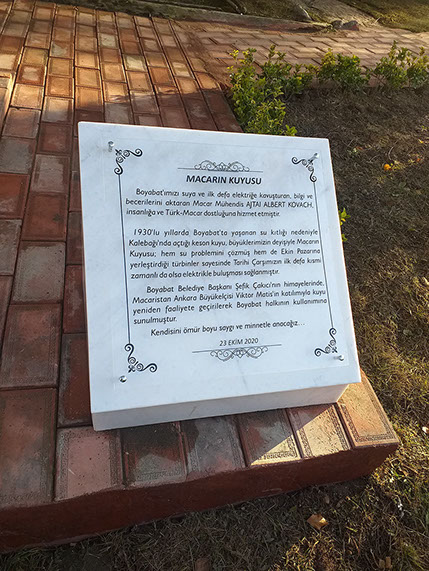 MACARIN KUYUSU
Boyabat'ımızı suya ve ilk defa elektriğe kavuşturan, bilgi ve
becerilerini aktaran Macar Mühendis AJTAI ALBERT KOVACH,
insanlığa ve Türk-Macar dostluğuna hizmet etmiştir.
1930'lu yıllarda Boyabat'ta yaşanan su kıtlığı nedeniyle
Kalebağı'nda açtığı keson kuyu, büyüklerimizin deyişiyle Macarın
Kuyusu; hem su problemini çözmüş hem de Ekin Pazarına
yerleştirdiği türbinler sayesinde Tarihi Çarşımızın ilk defa kısmi
zamanlı da olsa elektrikle buluşması sağlanmıştır.
Boyabat Belediye Başkanı Şefik Çakıcı'nın himayelerinde,
Macaristan Ankara Büyükelçisi Viktor Matis'in katılımıyla kuyu
yeniden faaliyete geçirilerek Boyabat halkının kullanımına
sunulmuştur.
Kendisini ömür boyu saygı ve minnetle anacağız...
23 EKİM 2020